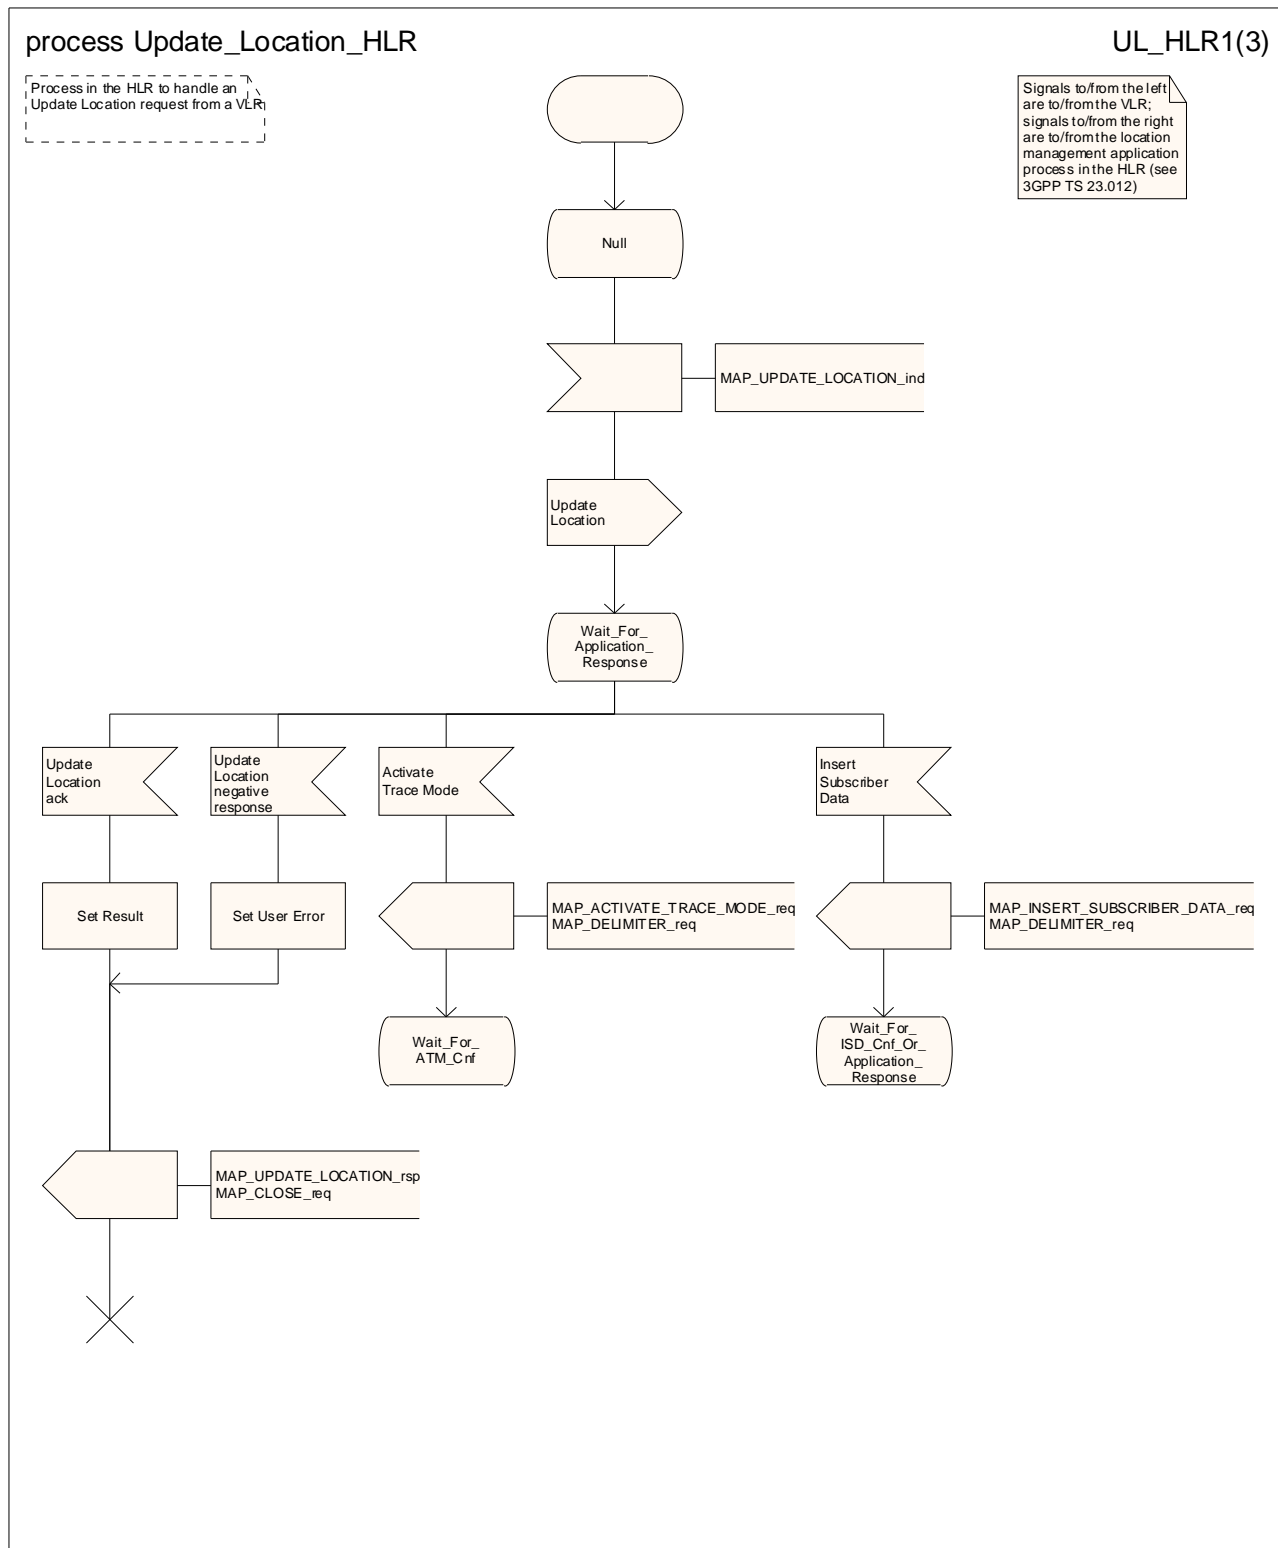 process Update_Location_HLR
UL_HLR1(3)
Process in the HLR to handle an
Update Location request from a VLR
Signals to/from the left
are to/from the VLR;
signals to/from the right
are to/from the location
management application
process in the HLR (see
3GPP TS 23.012)
Null
MAP_UPDATE_LOCATION_ind
Update
Location
Wait_For_
Application_
Response
Update
Location
ack
Update
Location
negative
response
Activate
Trace Mode
Insert
Subscriber
Data
Set Result
Set User Error
MAP_ACTIVATE_TRACE_MODE_req
MAP_DELIMITER_req
MAP_INSERT_SUBSCRIBER_DATA_req
MAP_DELIMITER_req
Wait_For_
ATM_Cnf
Wait_For_
ISD_Cnf_Or_
Application_
Response
MAP_UPDATE_LOCATION_rsp
MAP_CLOSE_req